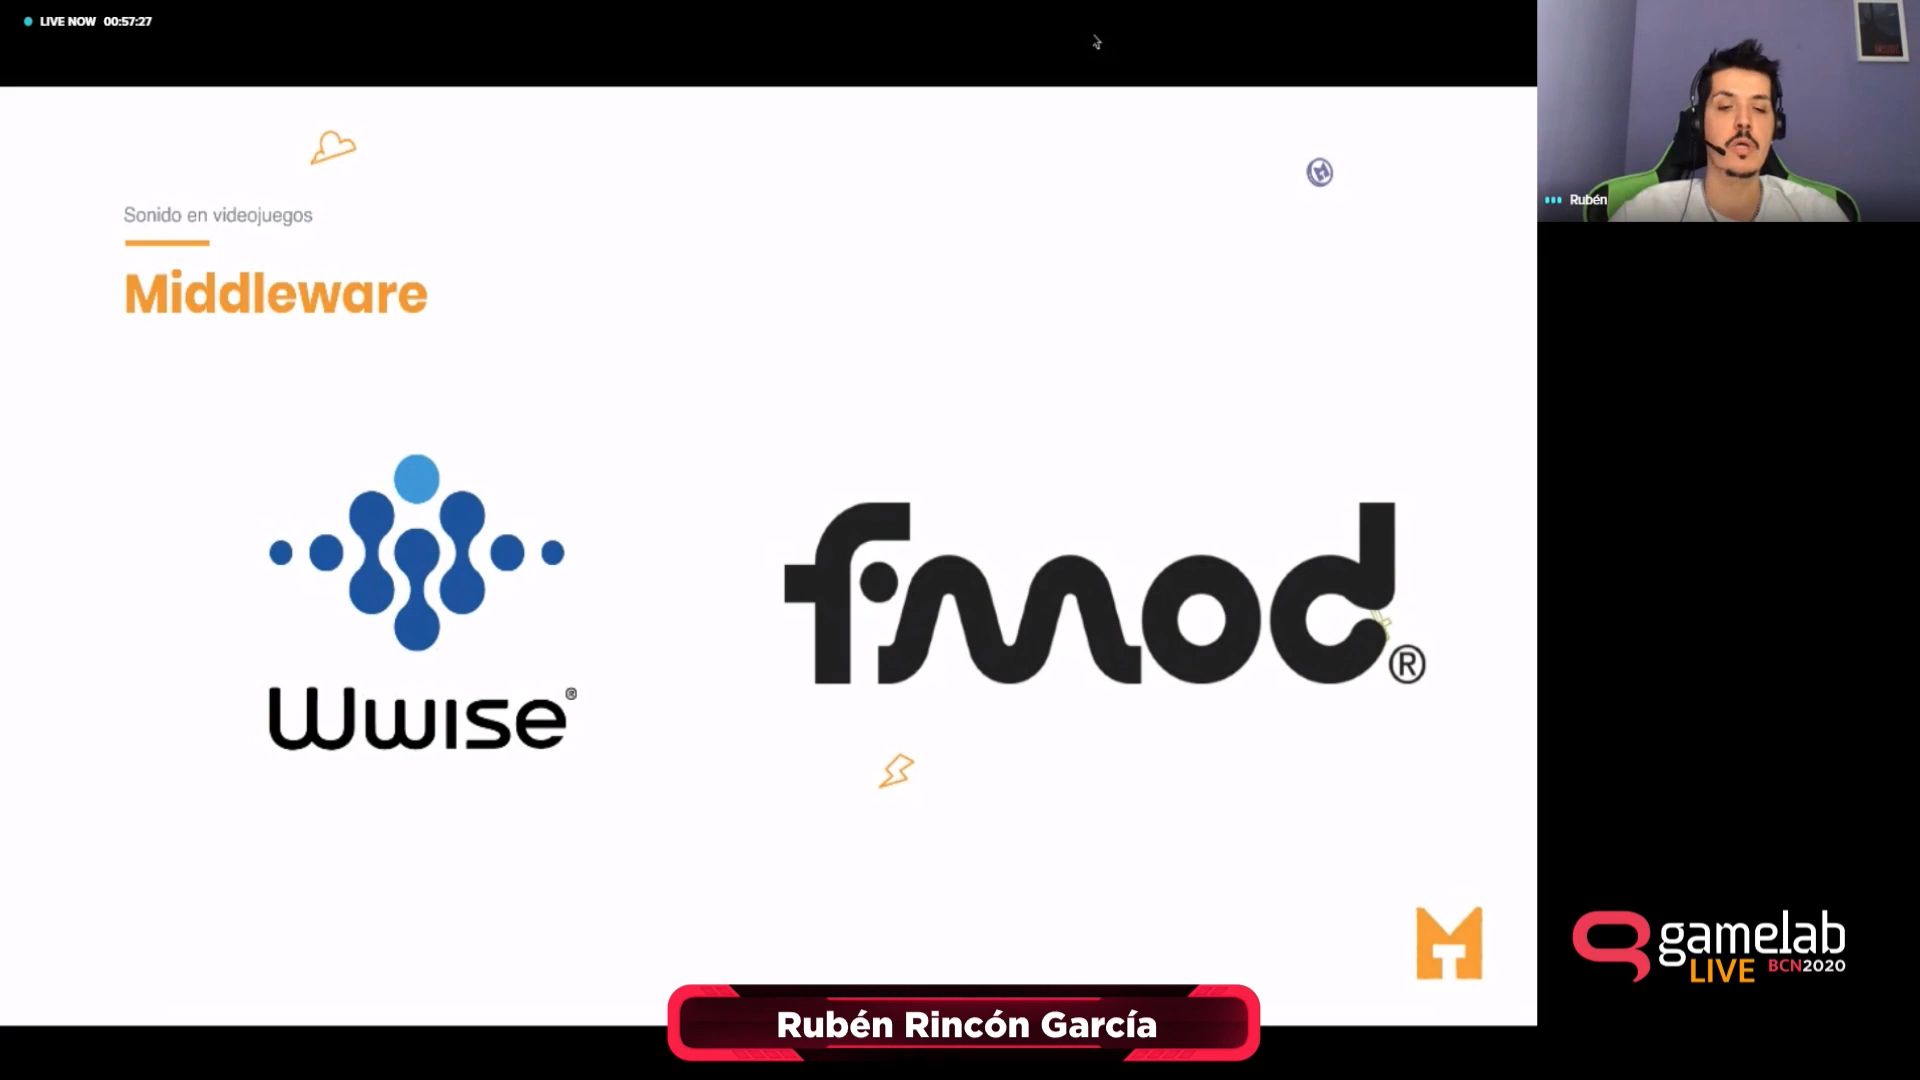 LIVE NOW 00:57:27
Rubén
Sonido en videojuegos
Middleware
Wwise®
fmod®
gamelab
LIVE BCN2020
Rubén Rincón García